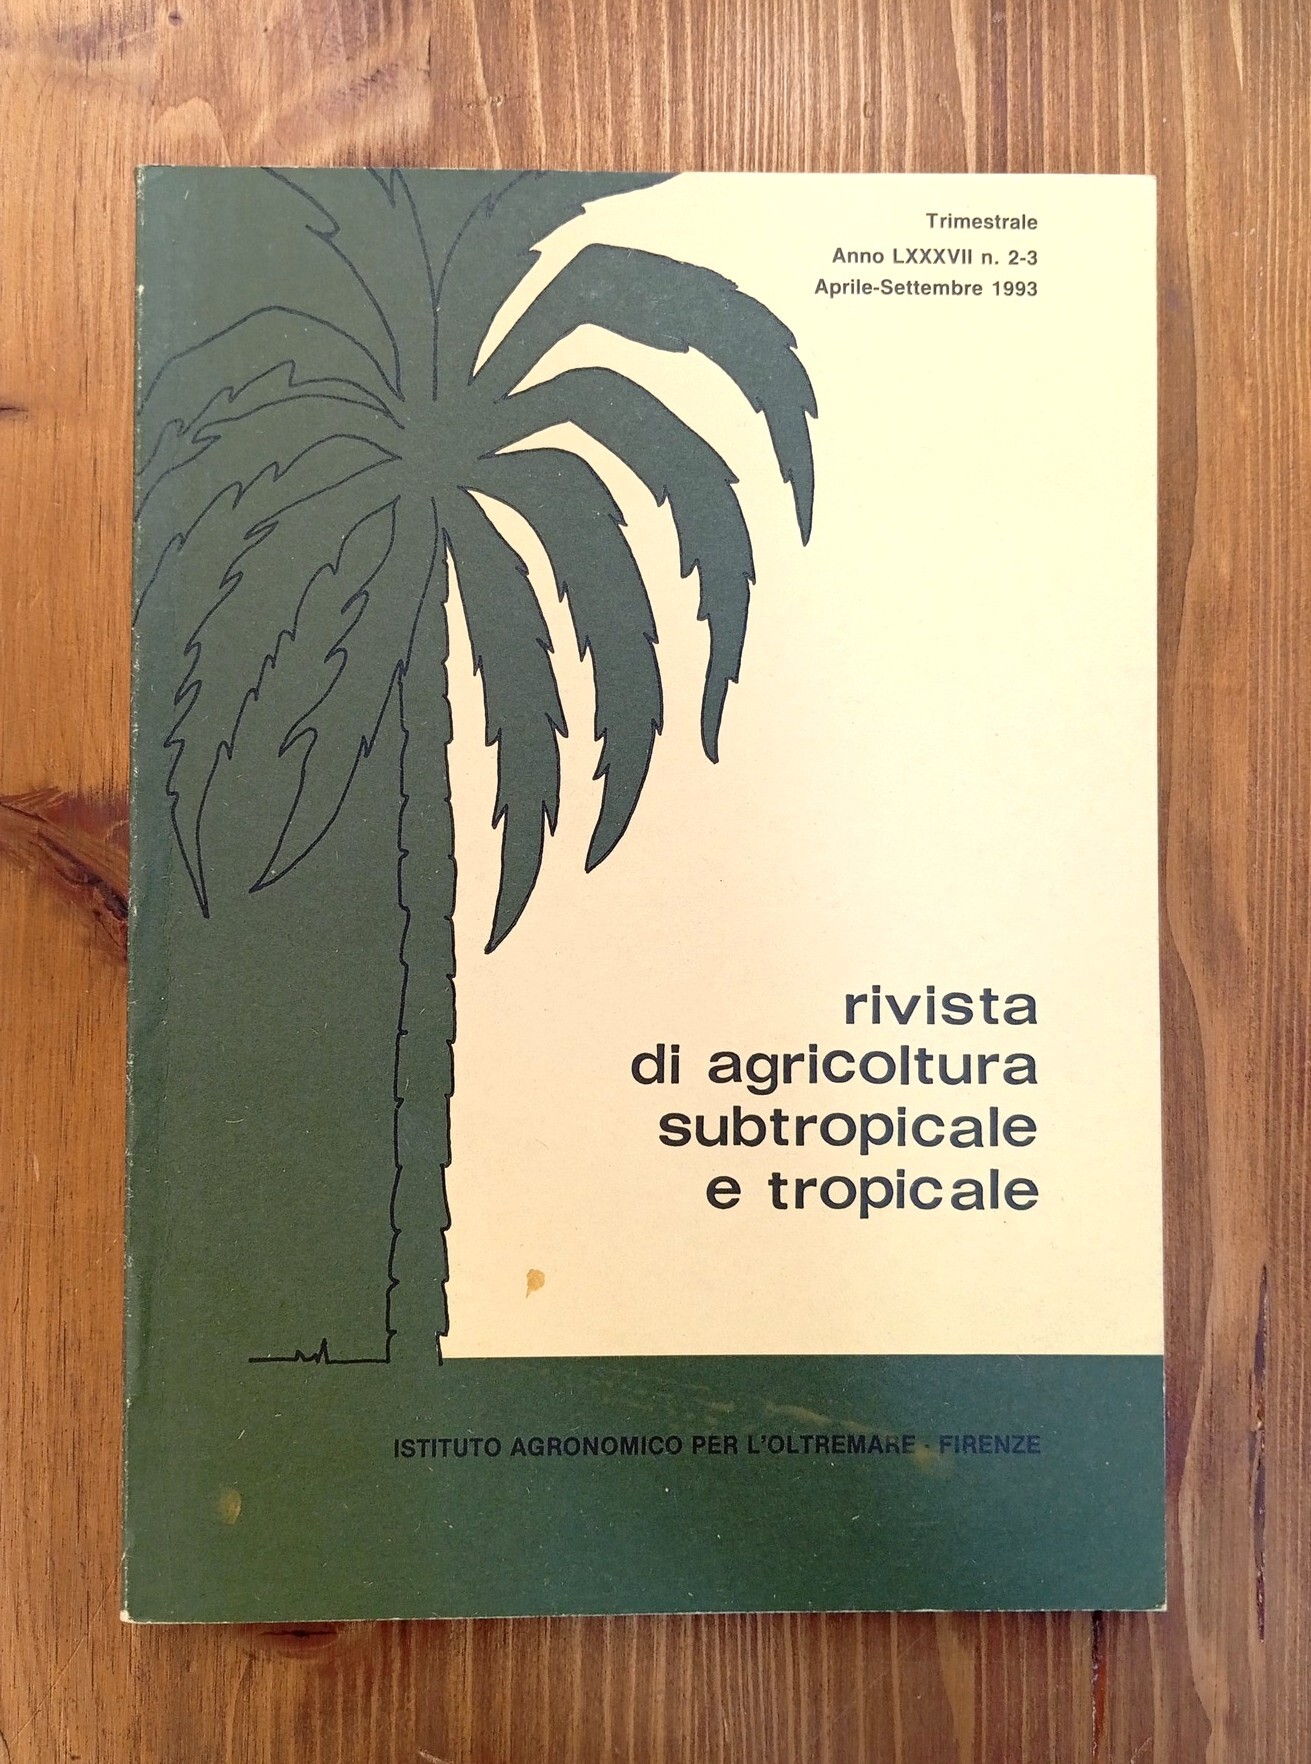 Trimestrale
Anno LXXXVII n. 2-3
Aprile-Settembre 1993
rivista
di agricoltura
subtropicale
e tropicale
ISTITUTO AGRONOMICO PER L'OLTREMARE - FIRENZE